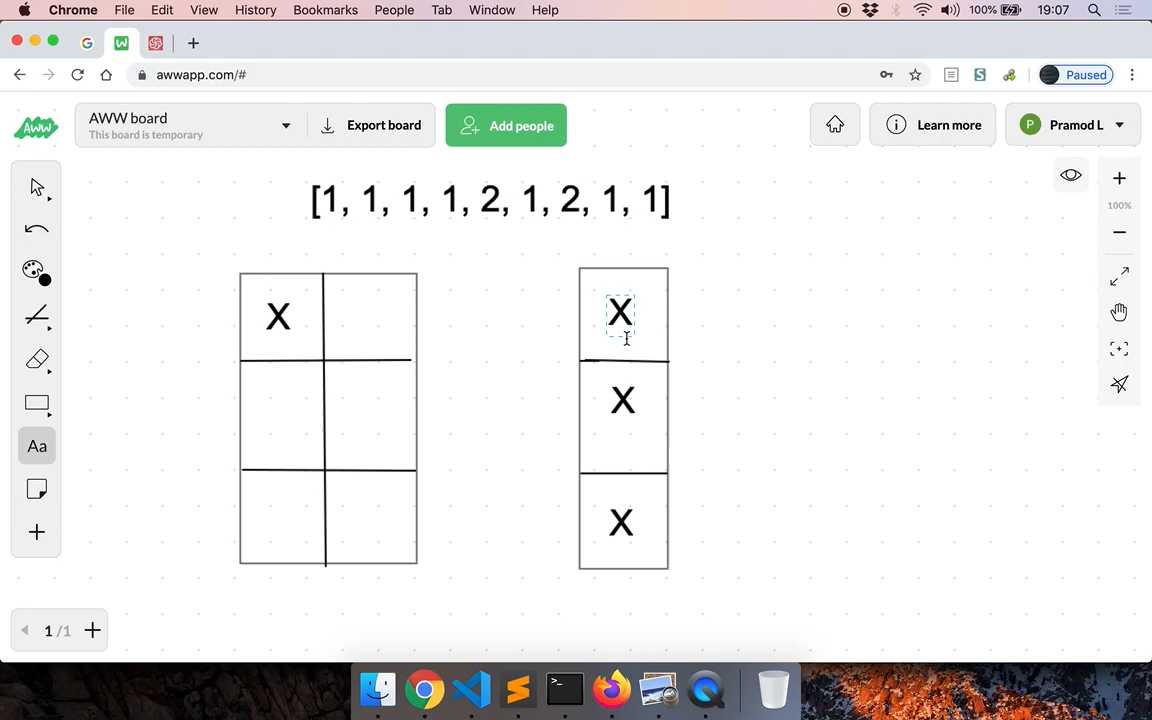 Chrome File Edit View History Bookmarks People Tab Window Help 100% 19:07
G W
awwapp.com/# S Paused
AWW AWW board This board is temporary Export board Add people Learn more P Pramod L
[1, 1, 1, 1, 2, 1, 2, 1, 1]
100%
X X
X
Aa
X
1 /1
>_